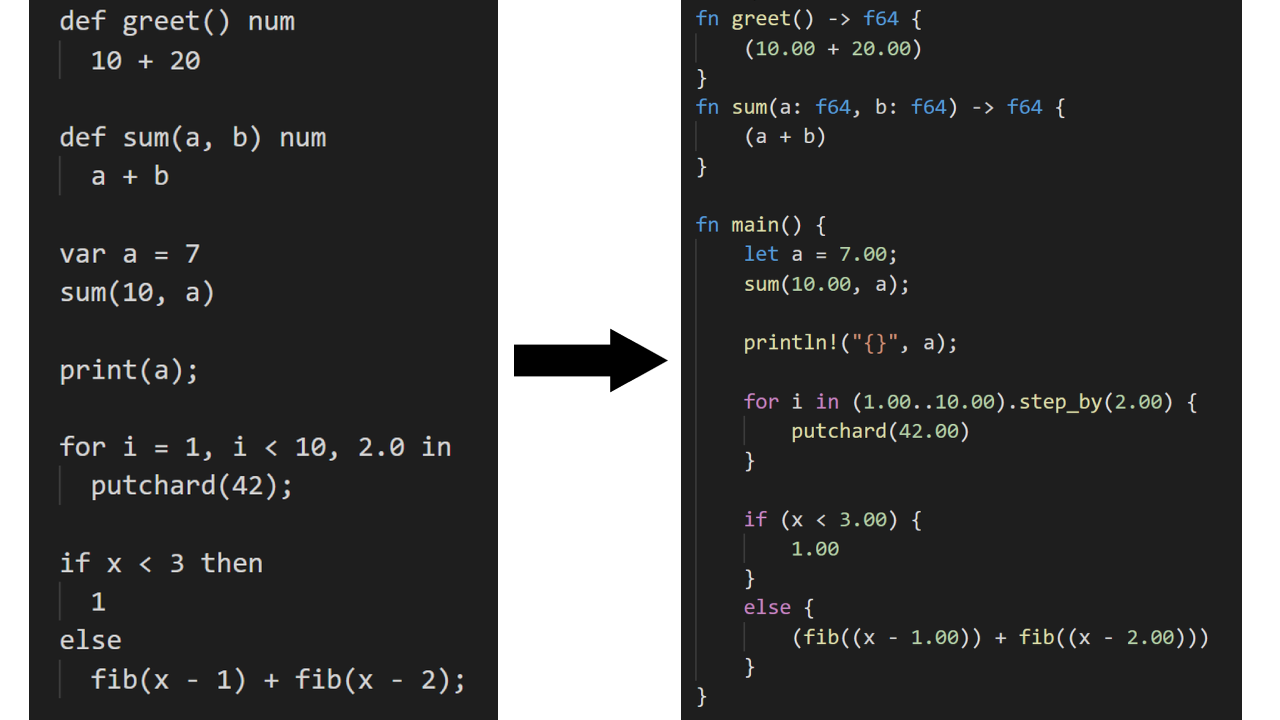 def greet() num
10 + 20
def sum(a, b) num
a + b
var a = 7
sum(10, a)
print(a);
for i = 1, i < 10, 2.0 in
putchard(42);
if x < 3 then
1
else
fib(x - 1) + fib(x - 2);
fn greet() -> f64 {
(10.00 + 20.00)
}
fn sum(a: f64, b: f64) -> f64 {
(a + b)
}
fn main() {
let a = 7.00;
sum(10.00, a);
println!("{}", a);
for i in (1.00..10.00).step_by(2.00) {
putchard(42.00)
}
if (x < 3.00) {
1.00
}
else {
(fib((x - 1.00)) + fib((x - 2.00)))
}
}